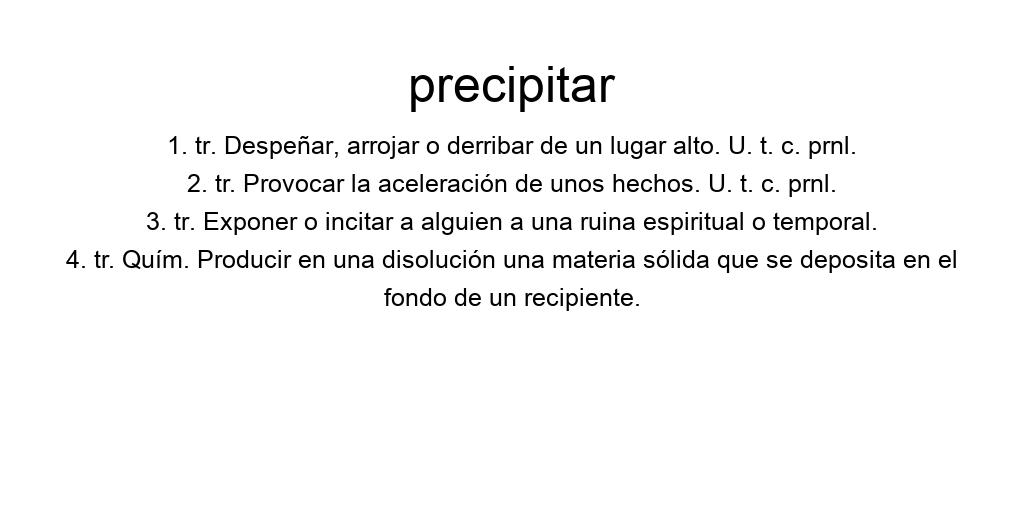 precipitar
1. tr. Despeñar, arrojar o derribar de un lugar alto. U. t. c. prnl.
2. tr. Provocar la aceleración de unos hechos. U. t. c. prnl.
3. tr. Exponer o incitar a alguien a una ruina espiritual o temporal.
4. tr. Quím. Producir en una disolución una materia sólida que se deposita en el
fondo de un recipiente.